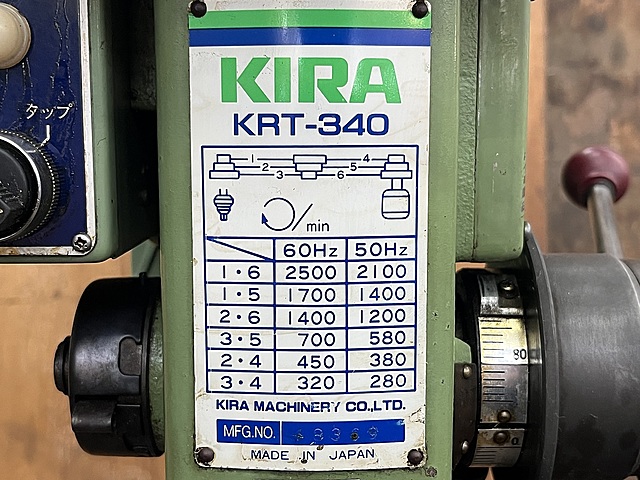 タップ
KIRA
KRT-340
1 4
2 5
3 6
/min
60Hz 50Hz
1・6 2500 2100
1・5 1700 1400
2・6 1400 1200
3・5 700 580
2・4 450 380
3・4 320 280
KIRA MACHINERY CO.,LTD.
MFG.NO.
MADE IN JAPAN
80